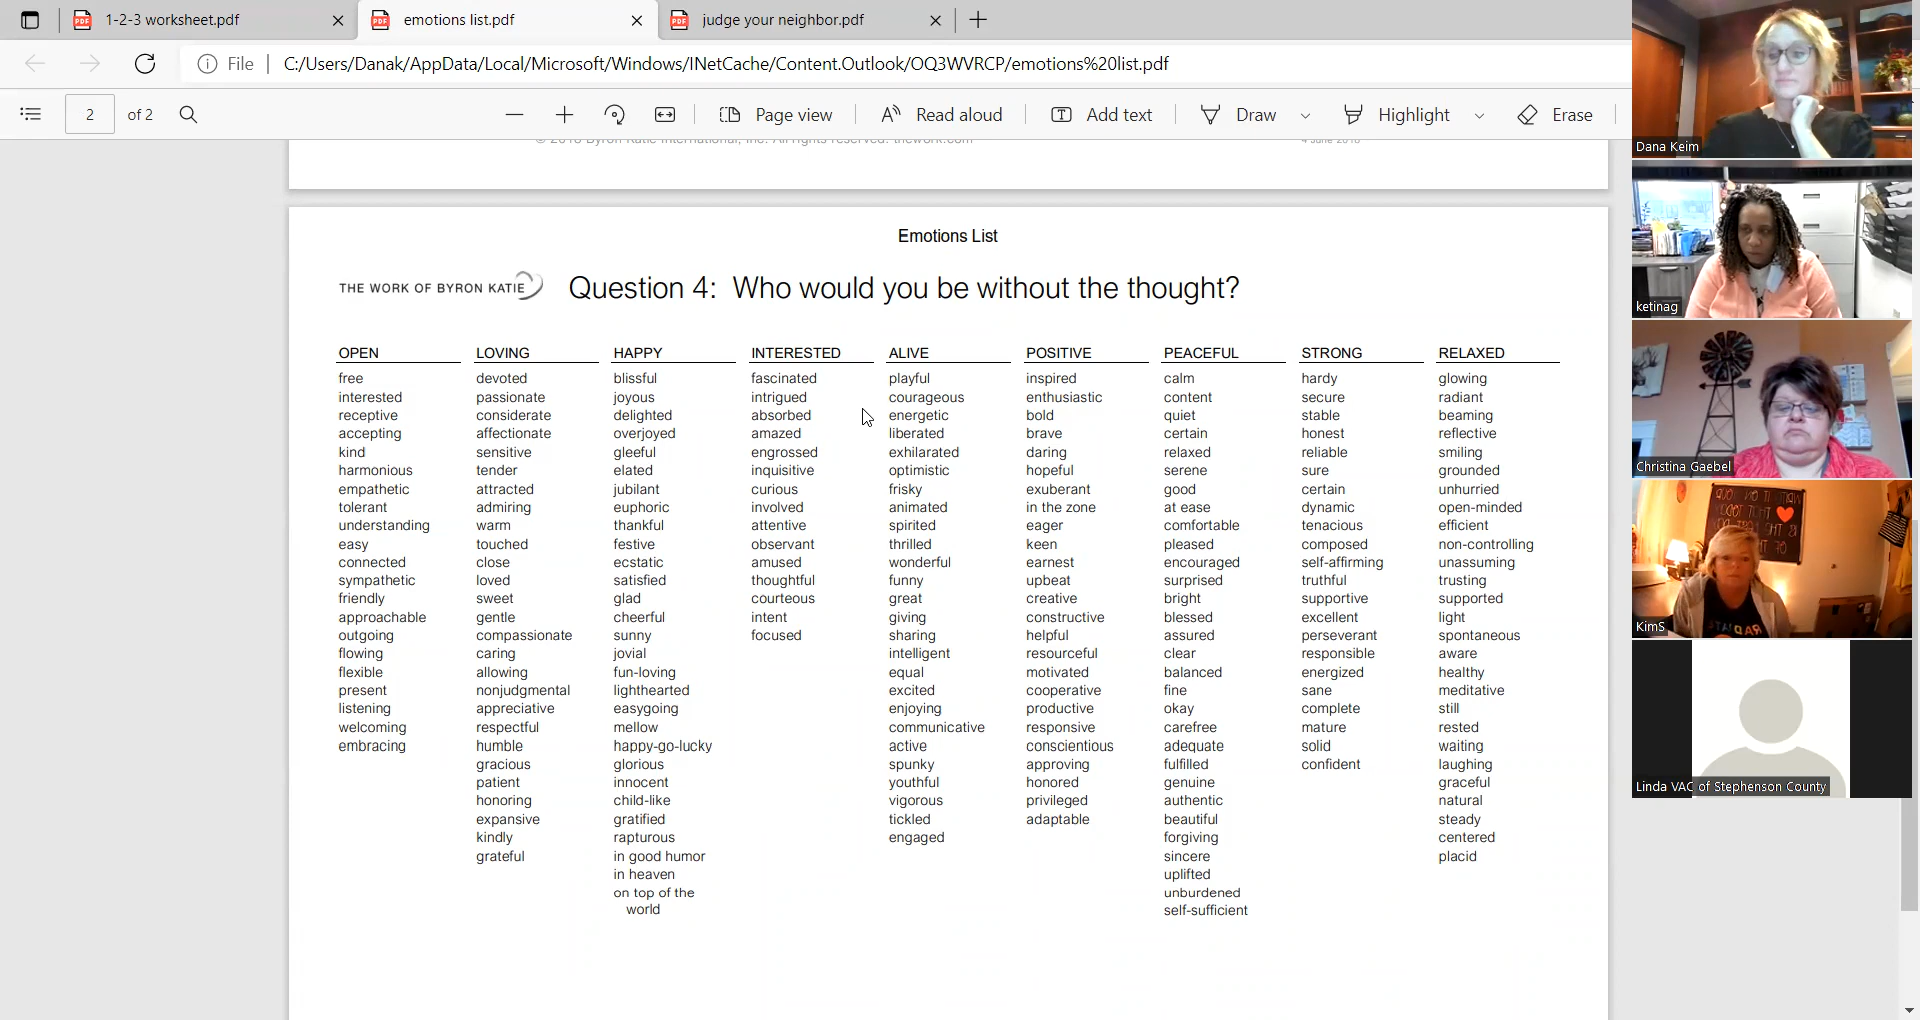 1-2-3 worksheet.pdf
emotions list.pdf
judge your neighbor.pdf
File
C:/Users/Danak/AppData/Local/Microsoft/Windows/INetCache/Content.Outlook/OQ3WVRCP/emotions%20list.pdf
2 of 2
Page view
Read aloud
Add text
Draw
Highlight
Erase
Emotions List
THE WORK OF BYRON KATIE
Question 4: Who would you be without the thought?
OPEN
free
interested
receptive
accepting
kind
harmonious
empathetic
tolerant
understanding
easy
connected
sympathetic
friendly
approachable
outgoing
flowing
flexible
present
listening
welcoming
embracing
LOVING
devoted
passionate
considerate
affectionate
sensitive
tender
attracted
admiring
warm
touched
close
loved
sweet
gentle
compassionate
caring
allowing
nonjudgmental
appreciative
respectful
humble
gracious
patient
honoring
expansive
kindly
grateful
HAPPY
blissful
joyous
delighted
overjoyed
gleeful
elated
jubilant
euphoric
thankful
festive
ecstatic
satisfied
glad
cheerful
sunny
jovial
fun-loving
lighthearted
easygoing
mellow
happy-go-lucky
glorious
innocent
child-like
gratified
rapturous
in good humor
in heaven
on top of the
world
INTERESTED
fascinated
intrigued
absorbed
amazed
engrossed
inquisitive
curious
involved
attentive
observant
amused
thoughtful
courteous
intent
focused
ALIVE
playful
courageous
energetic
liberated
exhilarated
optimistic
frisky
animated
spirited
thrilled
wonderful
funny
great
giving
sharing
intelligent
equal
excited
enjoying
communicative
active
spunky
youthful
vigorous
tickled
engaged
POSITIVE
inspired
enthusiastic
bold
brave
daring
hopeful
exuberant
in the zone
eager
keen
earnest
upbeat
creative
constructive
helpful
resourceful
motivated
cooperative
productive
responsive
conscientious
approving
honored
privileged
adaptable
PEACEFUL
calm
content
quiet
certain
relaxed
serene
good
at ease
comfortable
pleased
encouraged
surprised
bright
blessed
assured
clear
balanced
fine
okay
carefree
adequate
fulfilled
genuine
authentic
beautiful
forgiving
sincere
uplifted
unburdened
self-sufficient
STRONG
hardy
secure
stable
honest
reliable
sure
certain
dynamic
tenacious
composed
self-affirming
truthful
supportive
excellent
perseverant
responsible
energized
sane
complete
mature
solid
confident
RELAXED
glowing
radiant
beaming
reflective
smiling
grounded
unhurried
open-minded
efficient
non-controlling
unassuming
trusting
supported
light
spontaneous
aware
healthy
meditative
still
rested
waiting
laughing
graceful
natural
steady
centered
placid
Dana Keim
ketinag
Christina Gaebel
KimS
Linda VAC of Stephenson County